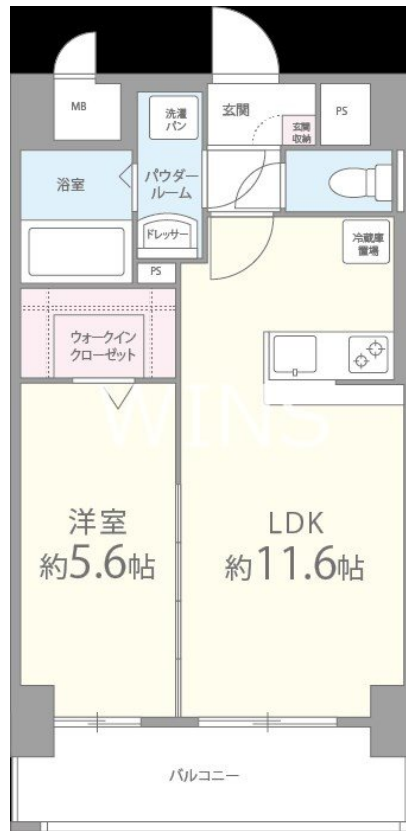 MB
洗濯
パン
玄関
玄関
収納
PS
浴室
パウダー
ルーム
ドレッサー
冷蔵庫
置場
PS
ウォークイン
クローゼット
WINS
洋室
約5.6帖
LDK
約11.6帖
バルコニー